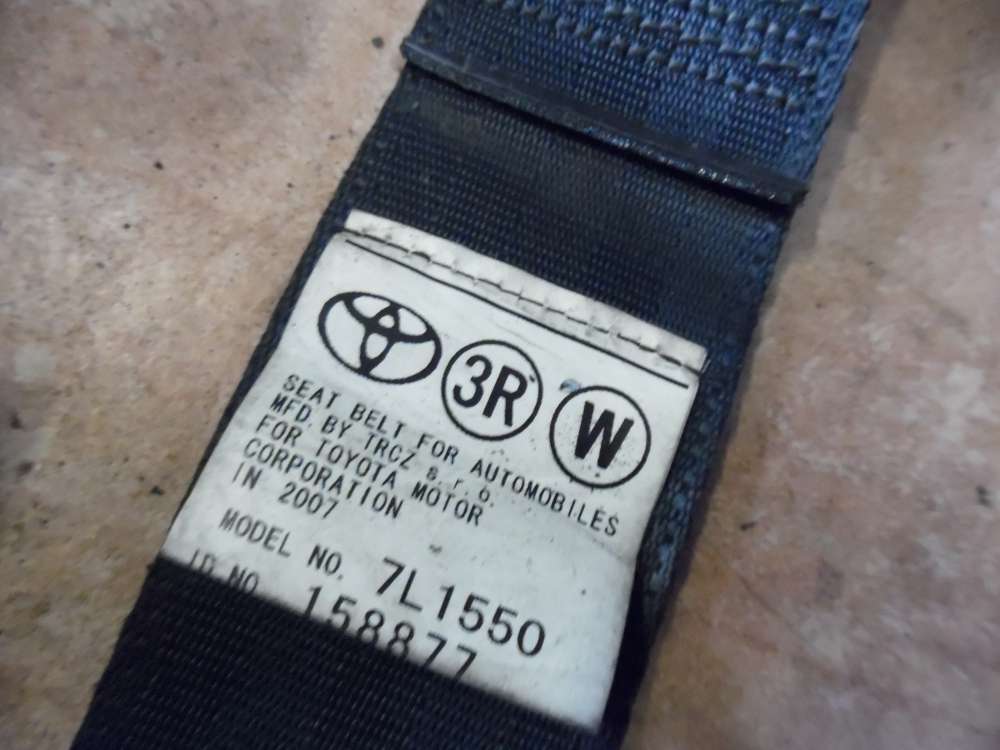 3R W
SEAT BELT FOR AUTOMOBILES
MFD. BY TRCZ s.r.o.
FOR TOYOTA MOTOR
CORPORATION
IN 2007
MODEL NO. 7L1550
ID NO. 158877